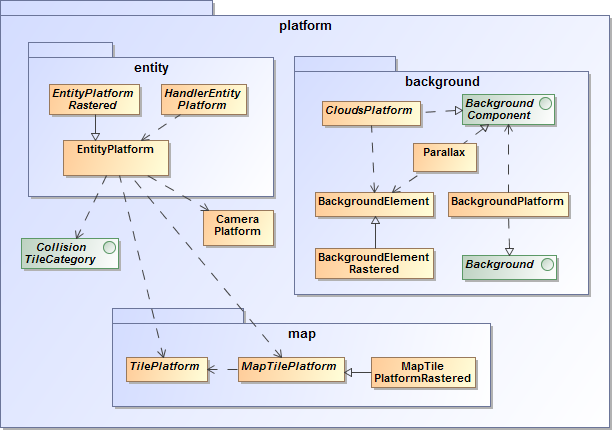 platform
entity
EntityPlatform
Rastered
HandlerEntity
Platform
EntityPlatform
Camera
Platform
Collision
TileCategory
background
CloudsPlatform
Background
Component
Parallax
BackgroundElement
BackgroundPlatform
BackgroundElement
Rastered
Background
map
TilePlatform
MapTilePlatform
MapTile
PlatformRastered